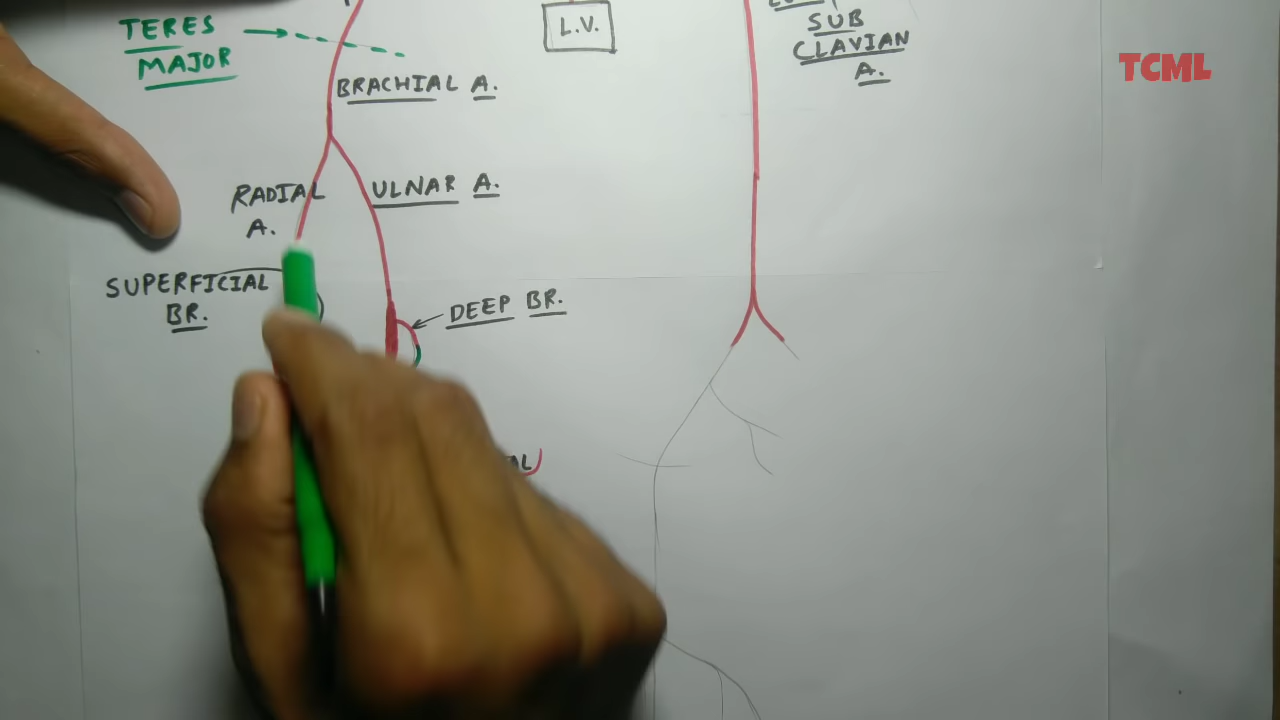 TERES
MAJOR
L.V.
SUB
CLAVIAN
A.
TCML
BRACHIAL A.
RADIAL
A.
ULNAR A.
SUPERFICIAL
BR.
DEEP BR.